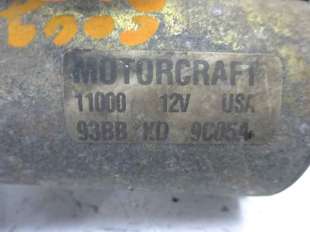 MOTORCRAFT
11000 12V USA
93BB KD 9C054